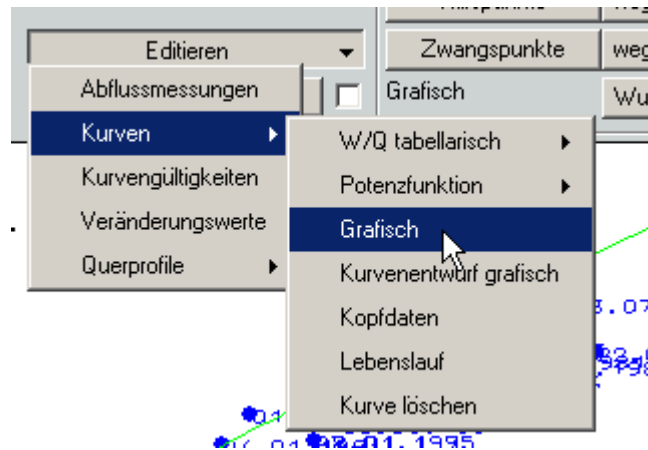 Editieren
Zwangspunkte
Abflussmessungen
Grafisch
Kurven
W/Q tabellarisch
Kurvengültigkeiten
Potenzfunktion
Veränderungswerte
Grafisch
Querprofile
Kurvenentwurf grafisch
Kopfdaten
Lebenslauf
Kurve löschen